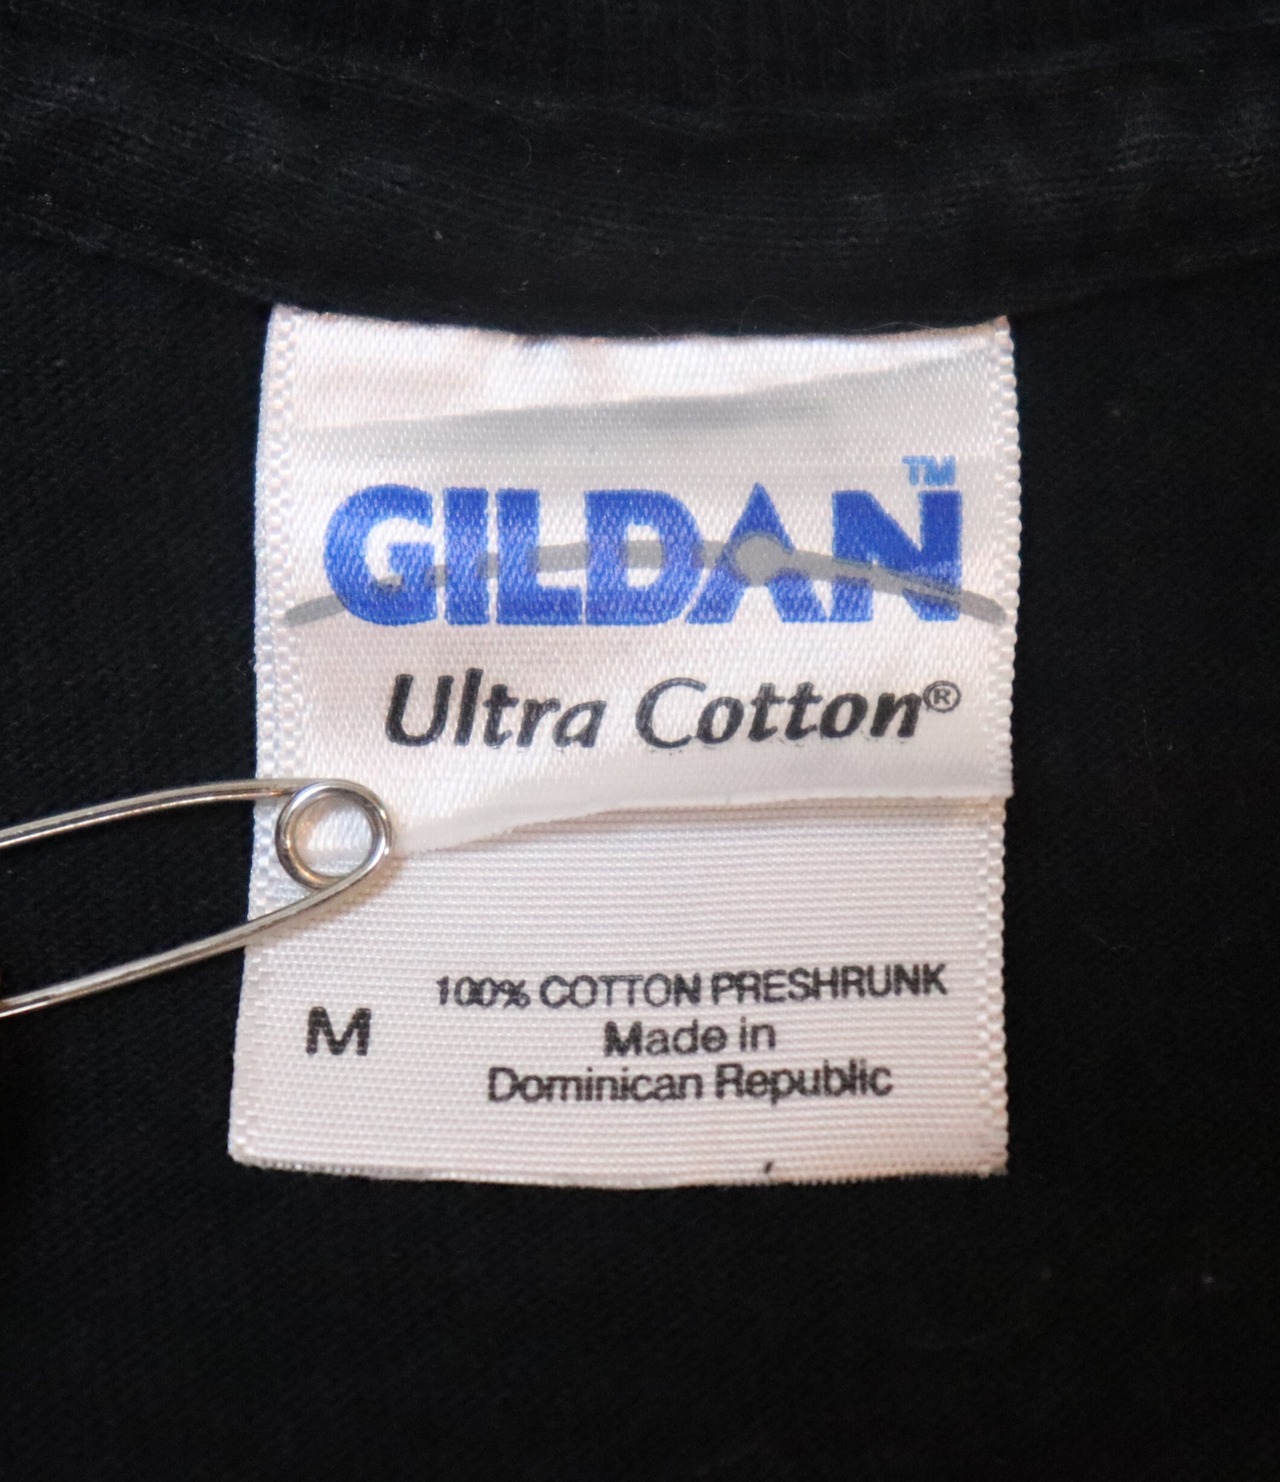 GILDAN™
Ultra Cotton®
M
100% COTTON PRESHRUNK
Made in
Dominican Republic